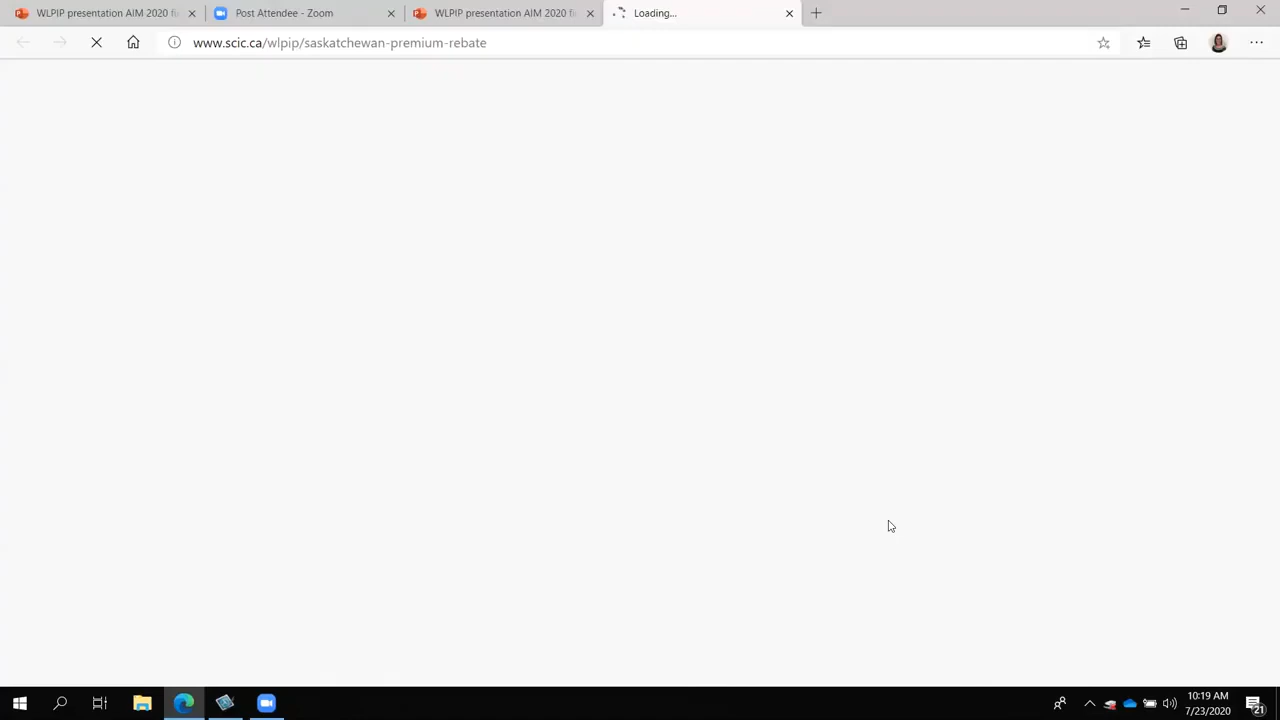 WLPIP presentation AIM 2020 fi
Post Attendee - Zoom
WLPIP presentation AIM 2020 fi
Loading...
www.scic.ca/wlpip/saskatchewan-premium-rebate
10:19 AM
7/23/2020
21